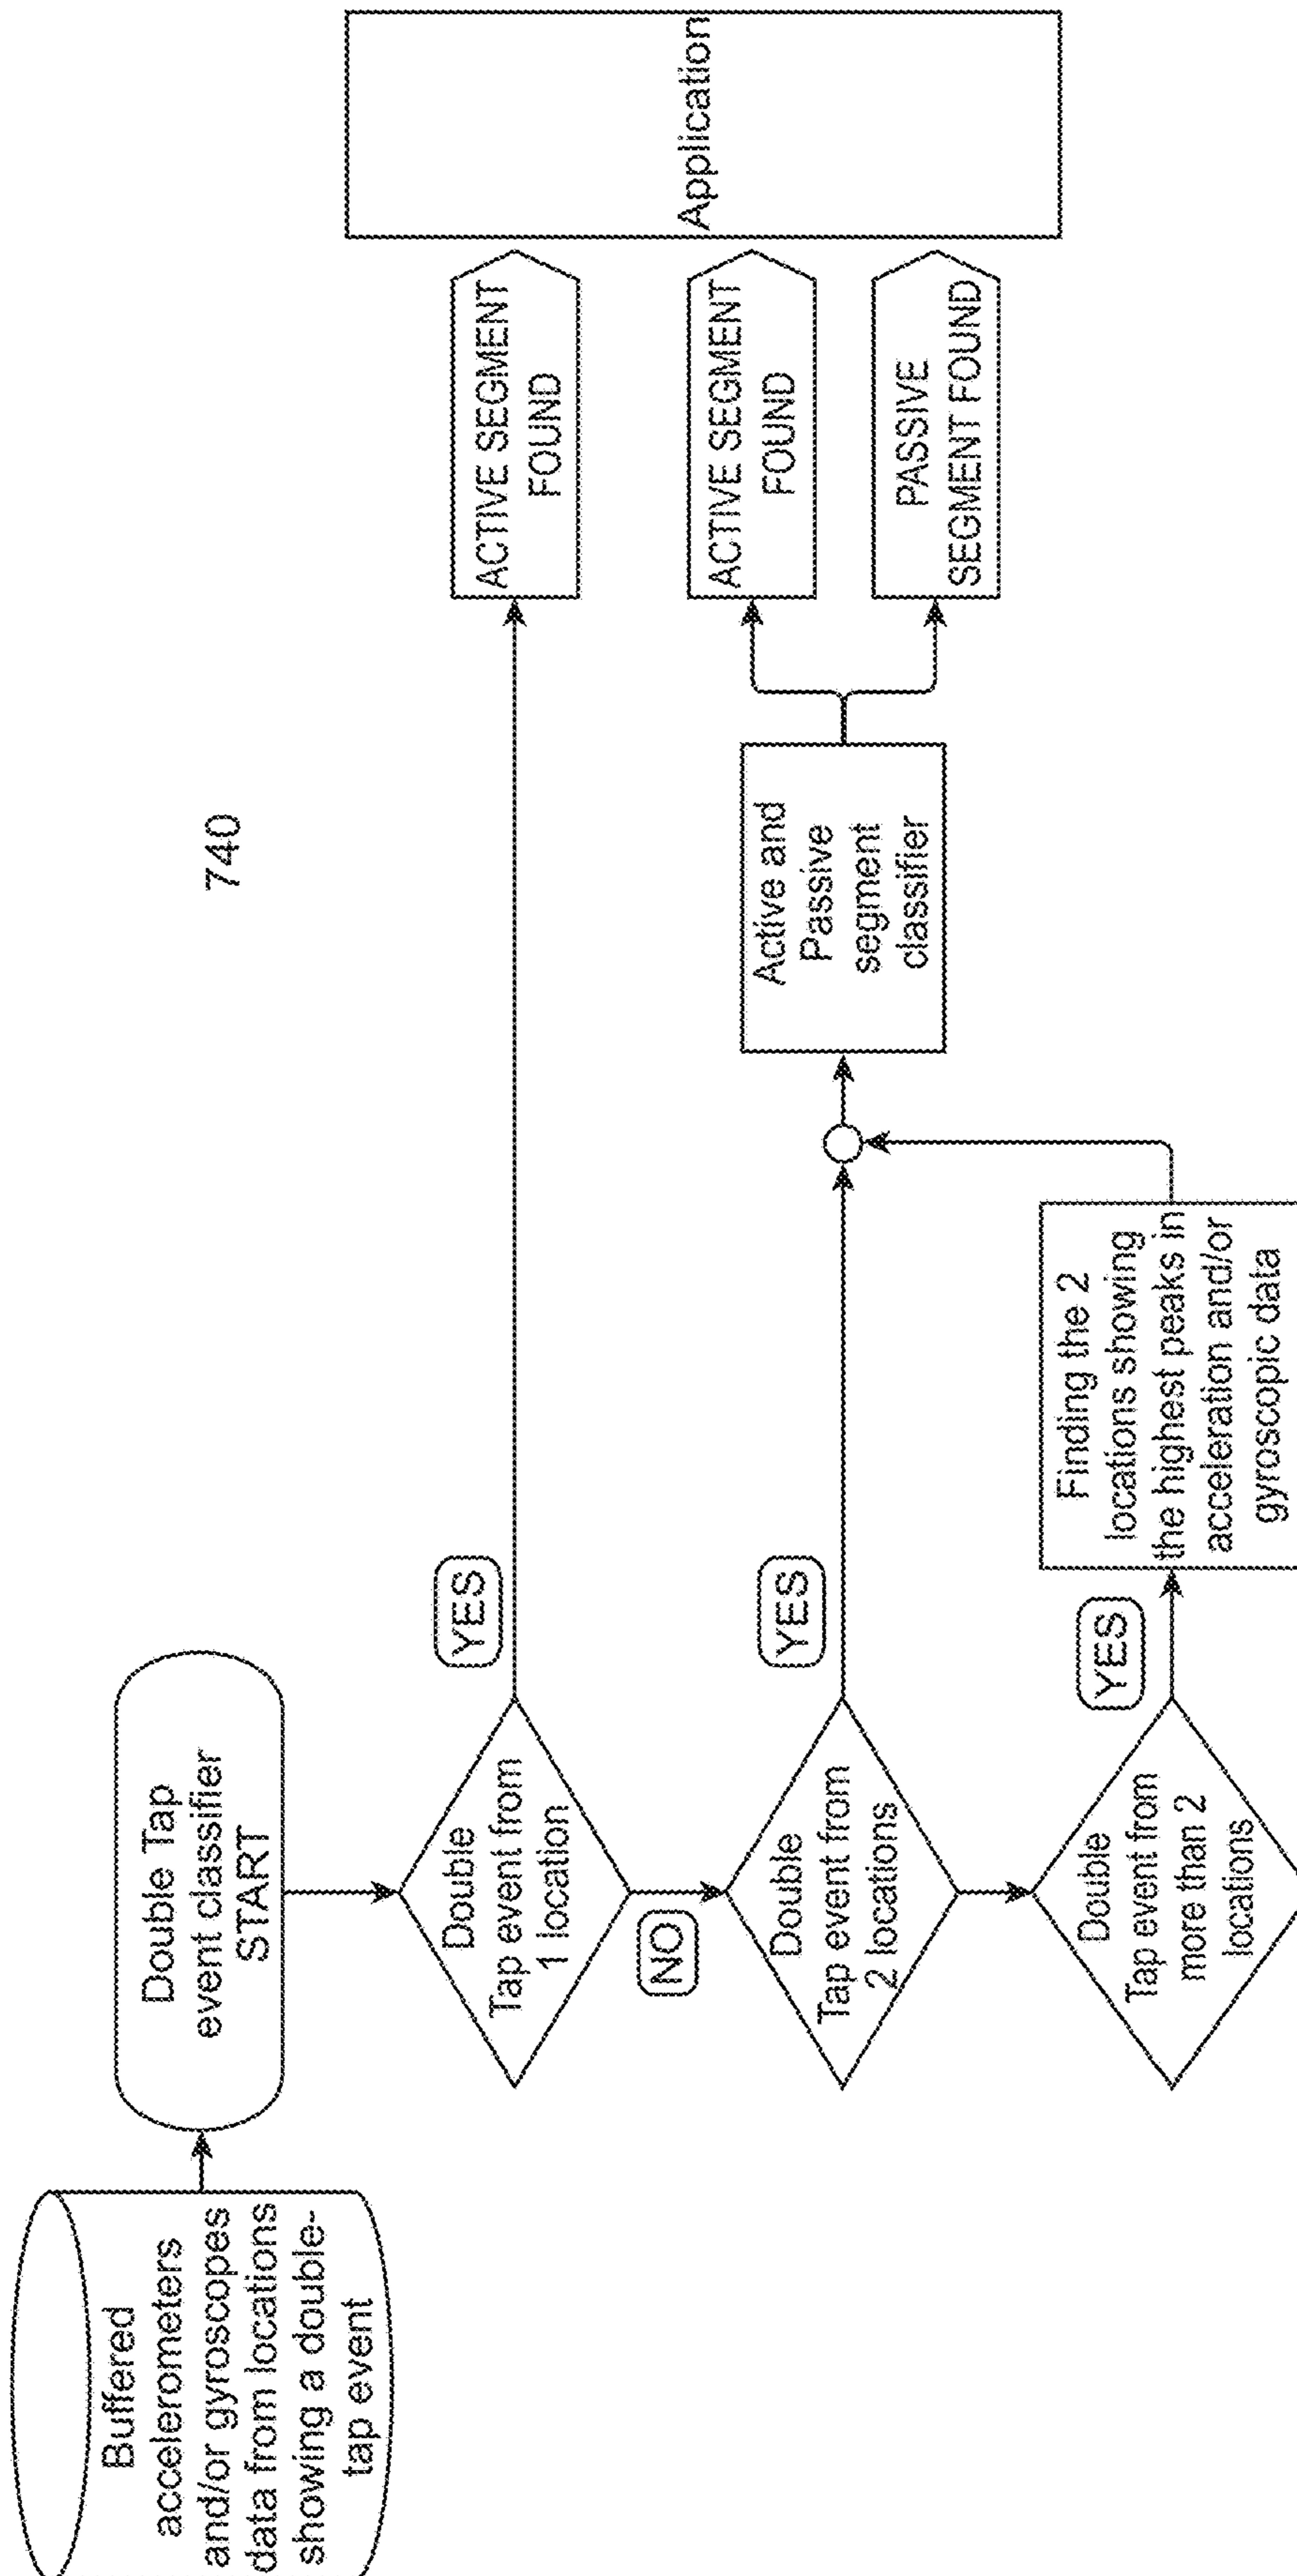 740
Buffered
accelerometers
and/or gyroscopes
data from locations
showing a double-
tap event
Double Tap
event classifier
START
Double
Tap event from
1 location
YES
ACTIVE SEGMENT
FOUND
NO
Double
Tap event from
2 locations
YES
Active and
Passive
segment
classifier
ACTIVE SEGMENT
FOUND
PASSIVE
SEGMENT FOUND
Application
Double
Tap event from
more than 2
locations
YES
Finding the 2
locations showing
the highest peaks in
acceleration and/or
gyroscopic data